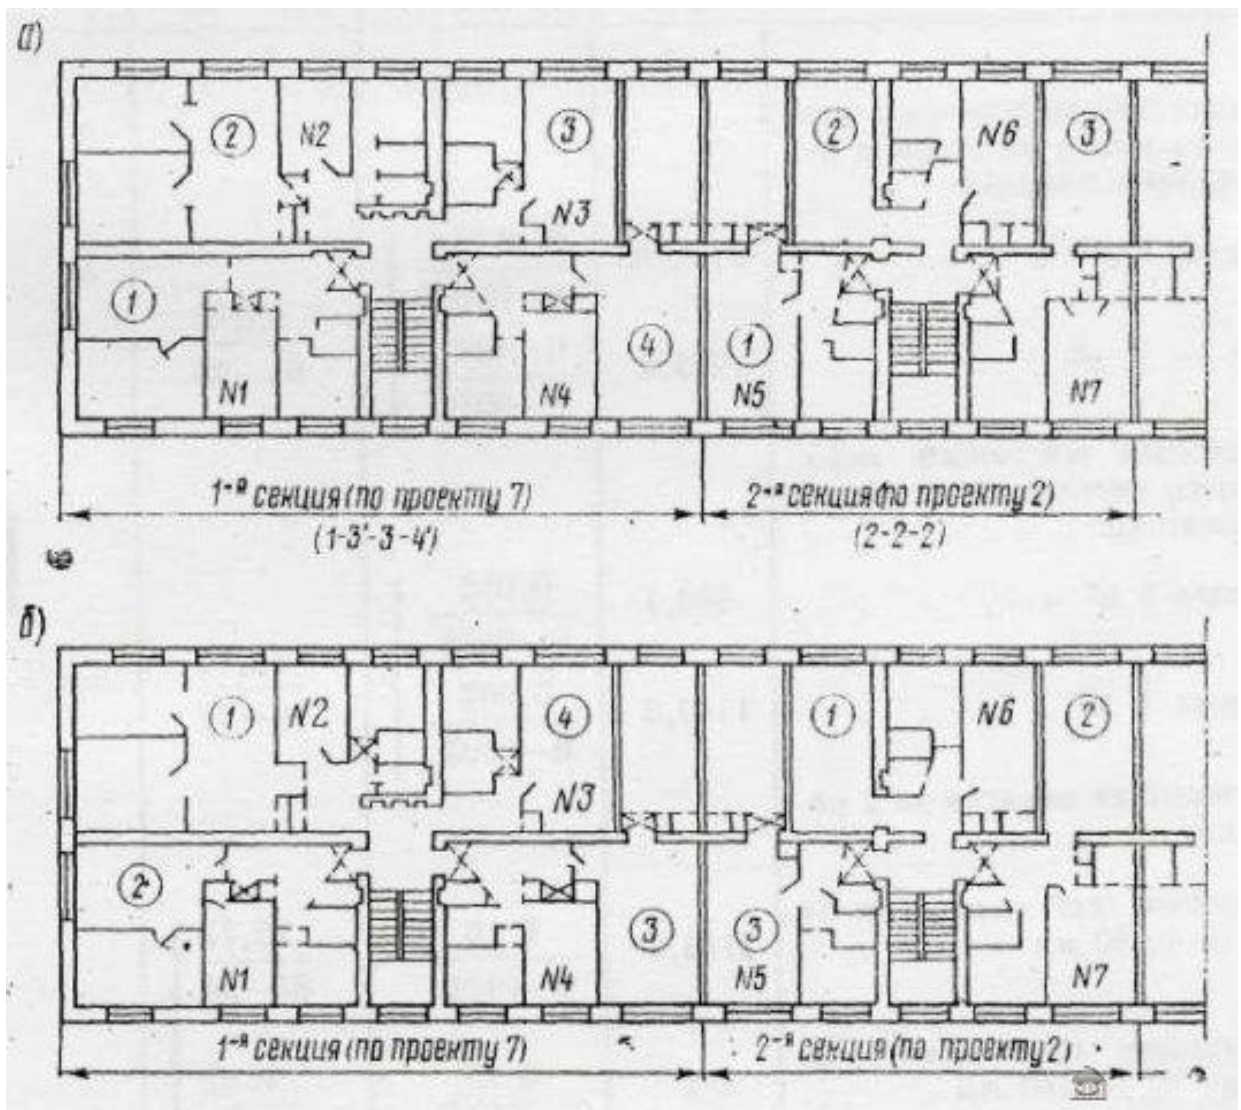 а)
2 N2 3 2 N6 3
N3
1 4 1
N1 N4 N5 N7
1-я секция (по проекту 7) 2-я секция (по проекту 2)
(1-3'-3-4') (2-2-2)
б)
1 N2 4 1 N6 2
N3
2 3 3
N1 N4 N5 N7
1-я секция (по проекту 7) 2-я секция (по проекту 2)